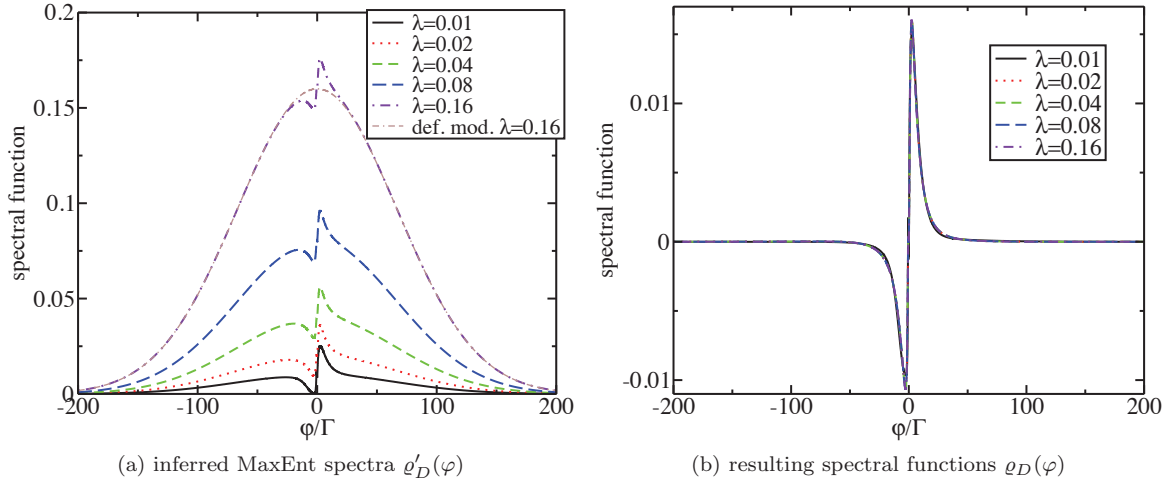 0.2
0.15
0.1
0.05
0
spectral function
λ=0.01
λ=0.02
λ=0.04
λ=0.08
λ=0.16
def. mod. λ=0.16
-200
-100
0
100
200
φ/Γ
(a) inferred MaxEnt spectra ϱ′_D(φ)
0.01
0
-0.01
spectral function
λ=0.01
λ=0.02
λ=0.04
λ=0.08
λ=0.16
-200
-100
0
100
200
φ/Γ
(b) resulting spectral functions ϱ_D(φ)